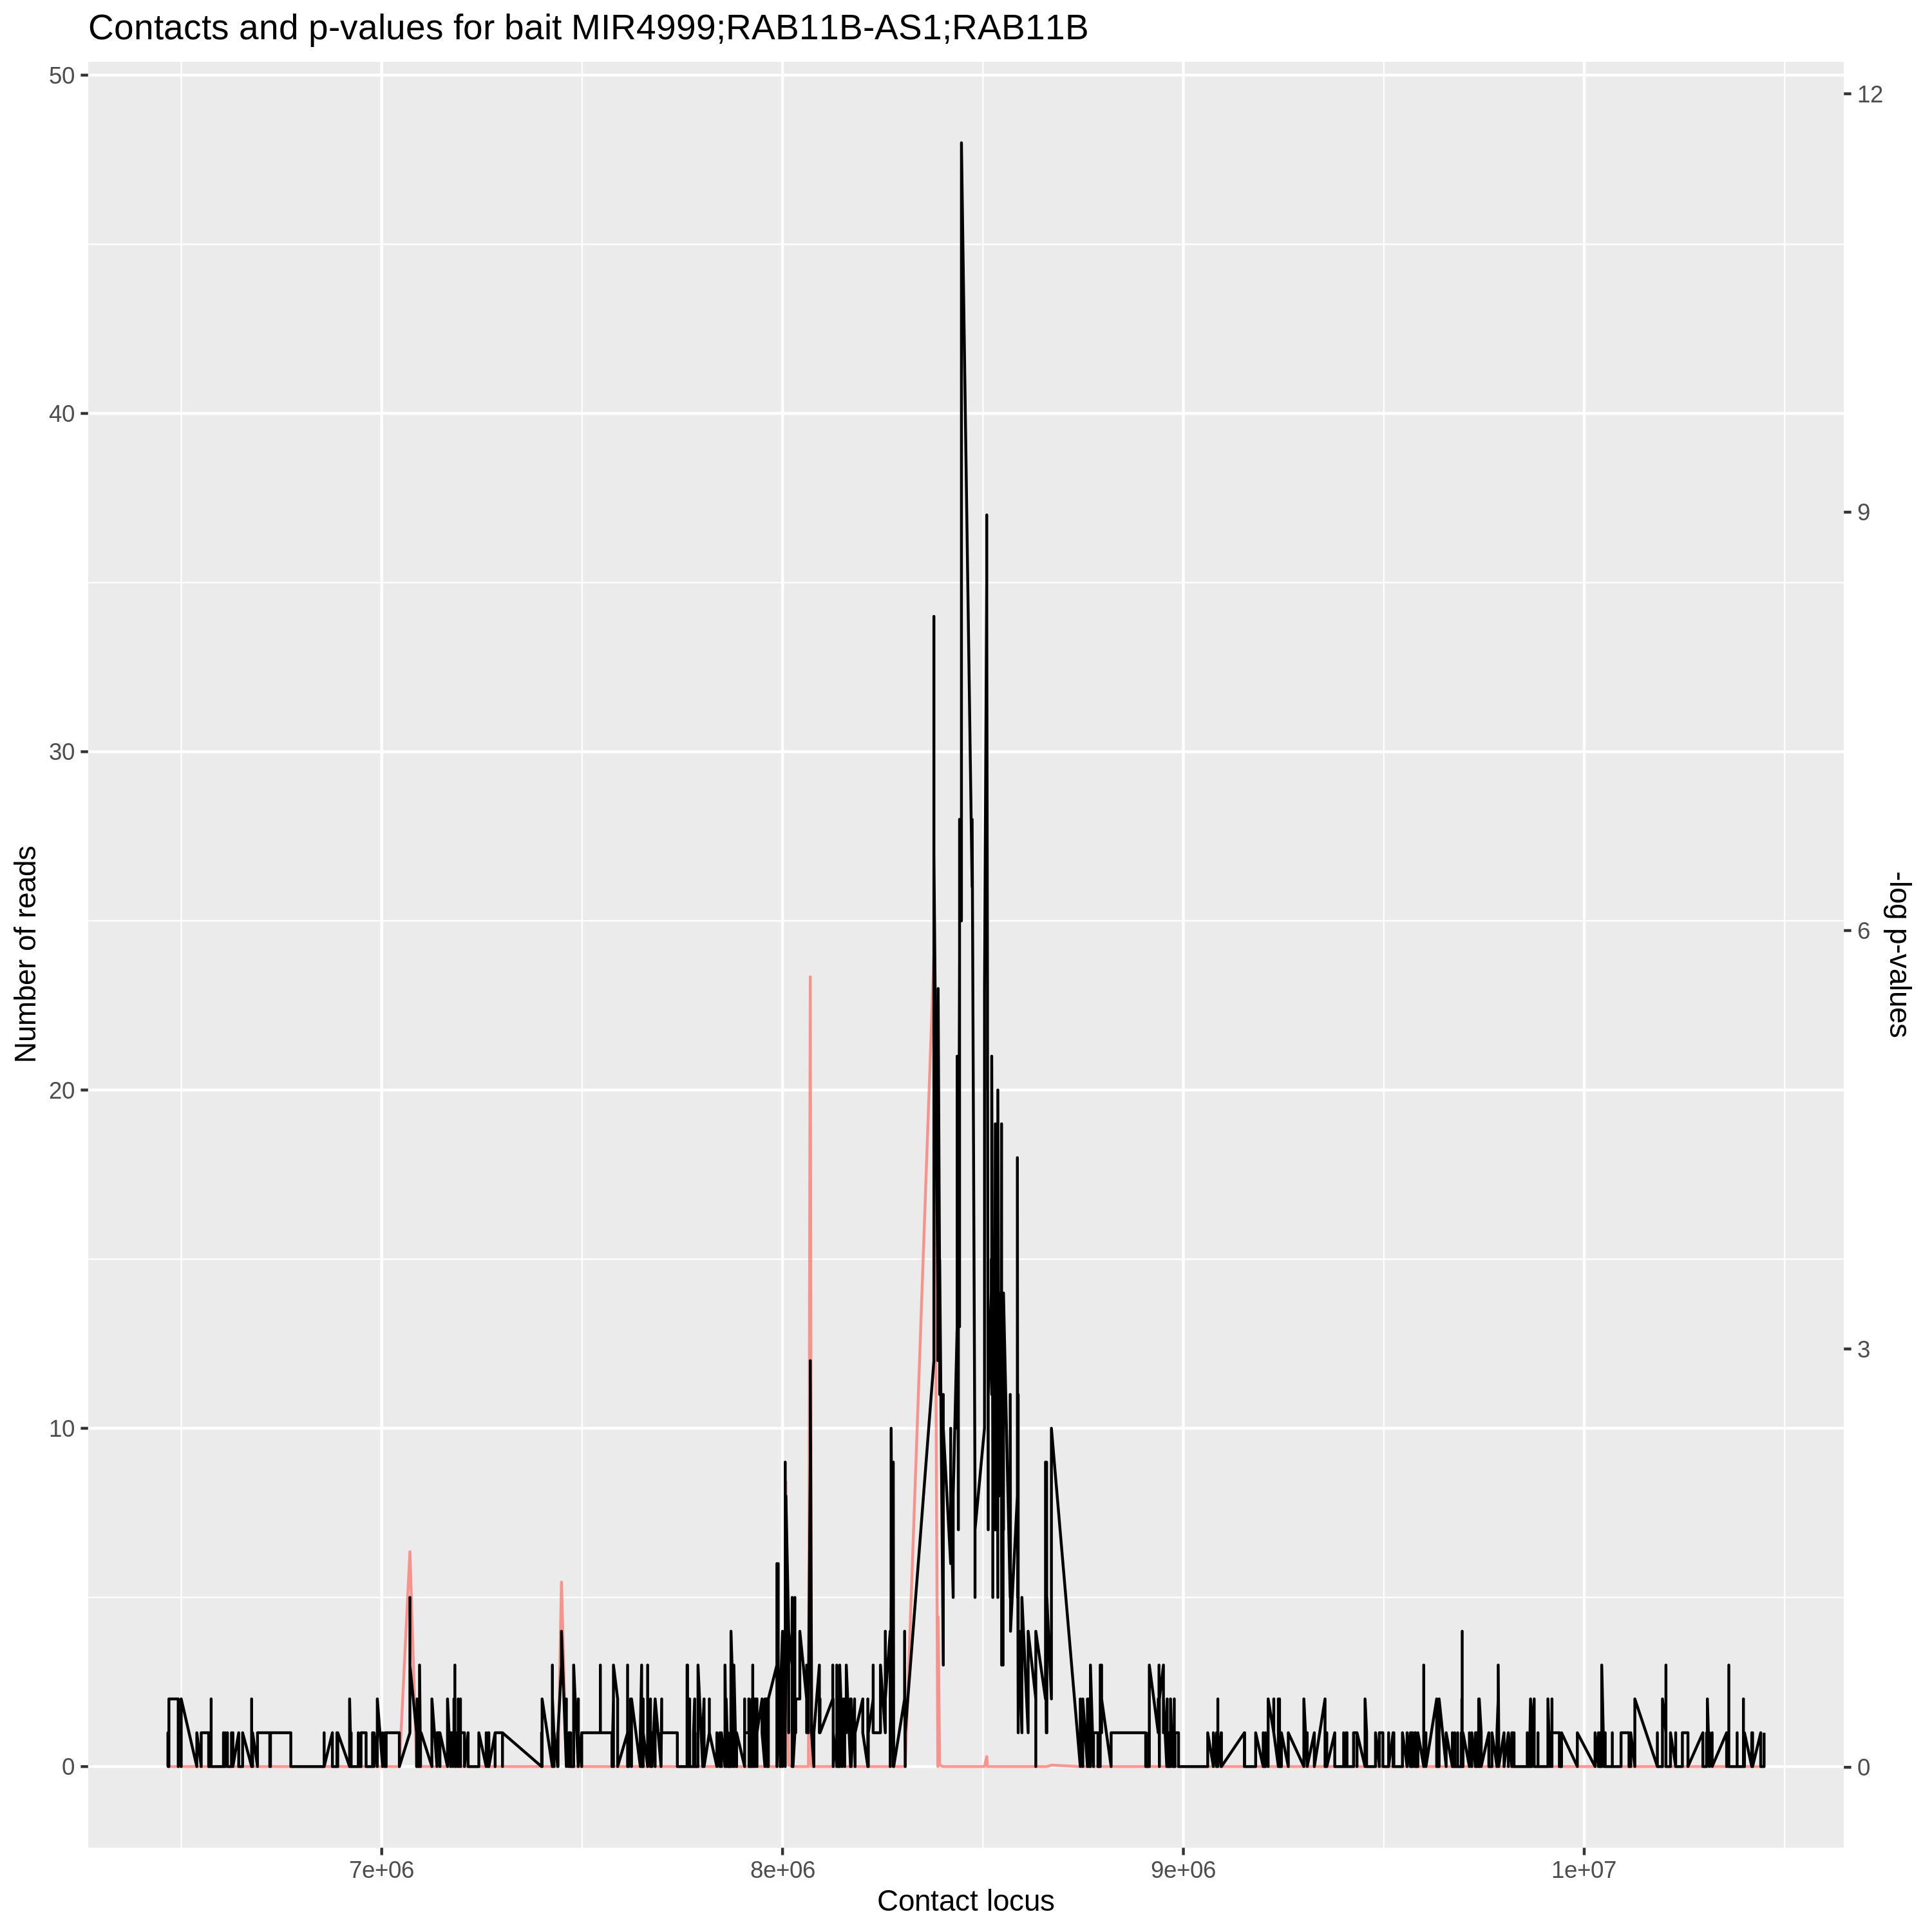 Contacts and p-values for bait MIR4999;RAB11B-AS1;RAB11B
50
40
30
20
10
0
Number of reads
12
9
6
3
0
-log p-values
7e+06
8e+06
9e+06
1e+07
Contact locus